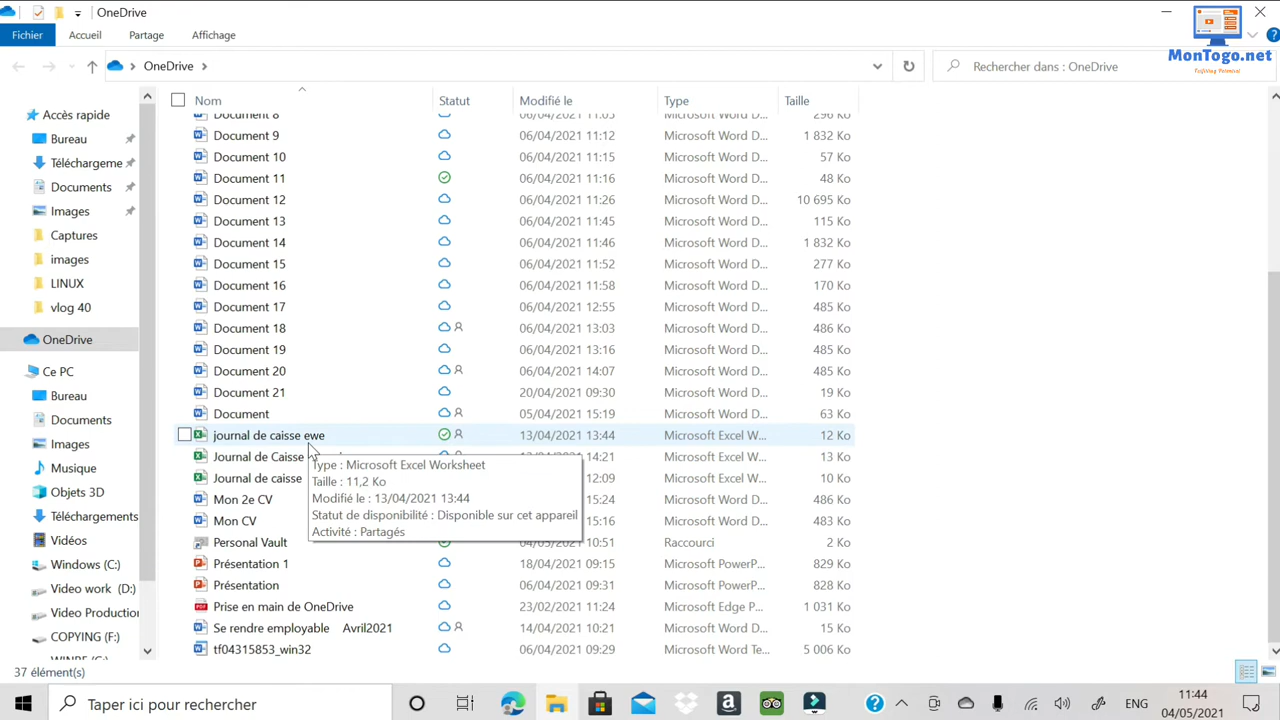 OneDrive
Fichier Accueil Partage Affichage
MonTogo.net
OneDrive
Rechercher dans : OneDrive
Nom Statut Modifié le Type Taille
Accès rapide
Bureau
Téléchargeme
Documents
Images
Captures
images
LINUX
vlog 40
OneDrive
Ce PC
Bureau
Documents
Images
Musique
Objets 3D
Téléchargements
Vidéos
Windows (C:)
Video work (D:)
Video Production
COPYING (F:)
Document 8 06/04/2021 11:05 Microsoft Word D... 296 Ko
Document 9 06/04/2021 11:12 Microsoft Word D... 1 832 Ko
Document 10 06/04/2021 11:15 Microsoft Word D... 57 Ko
Document 11 06/04/2021 11:16 Microsoft Word D... 48 Ko
Document 12 06/04/2021 11:26 Microsoft Word D... 10 695 Ko
Document 13 06/04/2021 11:45 Microsoft Word D... 115 Ko
Document 14 06/04/2021 11:46 Microsoft Word D... 1 832 Ko
Document 15 06/04/2021 11:52 Microsoft Word D... 277 Ko
Document 16 06/04/2021 11:58 Microsoft Word D... 170 Ko
Document 17 06/04/2021 12:55 Microsoft Word D... 485 Ko
Document 18 06/04/2021 13:03 Microsoft Word D... 486 Ko
Document 19 06/04/2021 13:16 Microsoft Word D... 485 Ko
Document 20 06/04/2021 14:07 Microsoft Word D... 485 Ko
Document 21 20/04/2021 09:30 Microsoft Word D... 19 Ko
Document 05/04/2021 15:19 Microsoft Word D... 63 Ko
journal de caisse ewe 13/04/2021 13:44 Microsoft Excel W... 12 Ko
Journal de Caisse 14:21 Microsoft Excel W... 13 Ko
Journal de caisse 12:09 Microsoft Excel W... 10 Ko
Mon 2e CV 15:24 Microsoft Word D... 486 Ko
Mon CV 15:16 Microsoft Word D... 483 Ko
Personal Vault 04/05/2021 10:51 Raccourci 2 Ko
Présentation 1 18/04/2021 09:15 Microsoft PowerP... 829 Ko
Présentation 06/04/2021 09:31 Microsoft PowerP... 828 Ko
Prise en main de OneDrive 23/02/2021 11:24 Microsoft Edge P... 1 031 Ko
Se rendre employable Avril2021 14/04/2021 10:21 Microsoft Word D... 15 Ko
tf04315853_win32 06/04/2021 09:29 Microsoft Word Te... 5 006 Ko
Type : Microsoft Excel Worksheet
Taille : 11,2 Ko
Modifié le : 13/04/2021 13:44
Statut de disponibilité : Disponible sur cet appareil
Activité : Partagés
37 élément(s)
Taper ici pour rechercher
ENG
11:44
04/05/2021